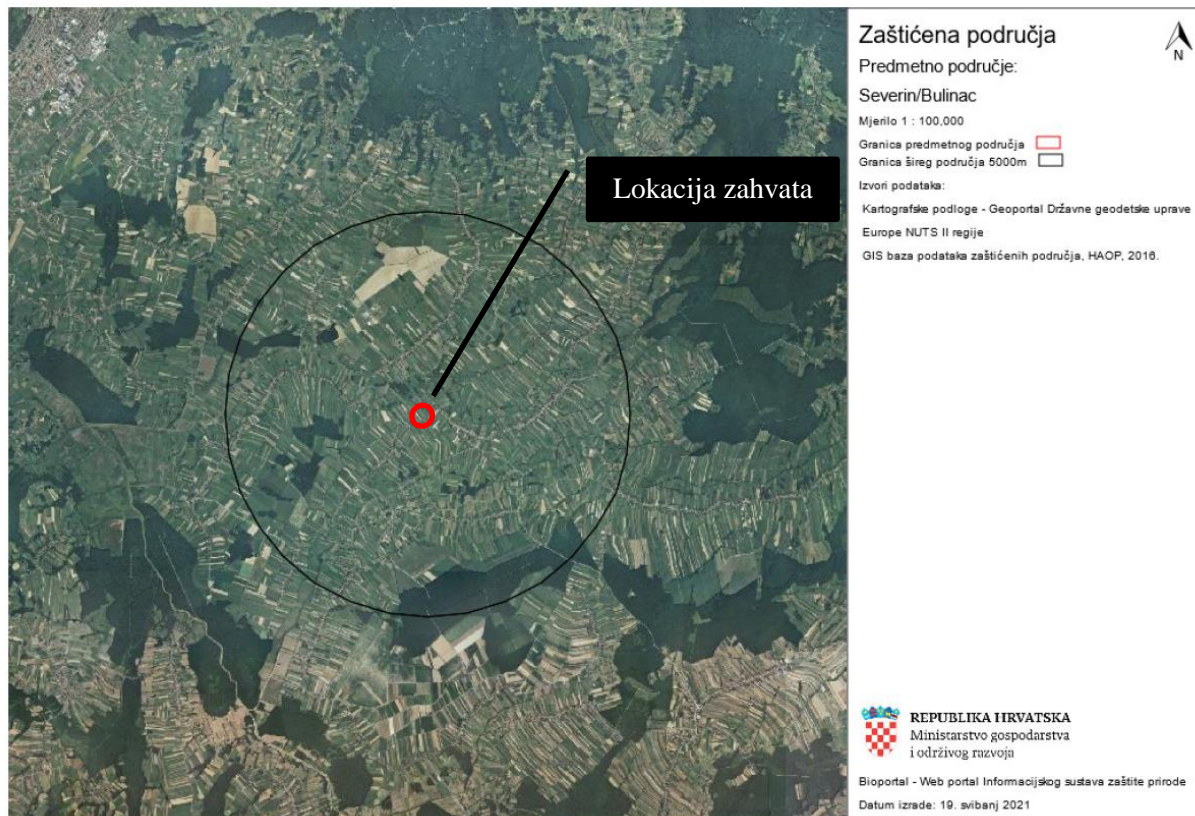 Lokacija zahvata
Zaštićena područja
N
Predmetno područje:
Severin/Bulinac
Mjerilo 1 : 100,000
Granica predmetnog područja
Granica šireg područja 5000m
Izvori podataka:
Kartografske podloge - Geoportal Državne geodetske uprave
Europe NUTS II regije
GIS baza podataka zaštićenih područja, HAOP, 2016.
REPUBLIKA HRVATSKA
Ministarstvo gospodarstva
i održivog razvoja
Bioportal - Web portal Informacijskog sustava zaštite prirode
Datum izrade: 19. svibanj 2021